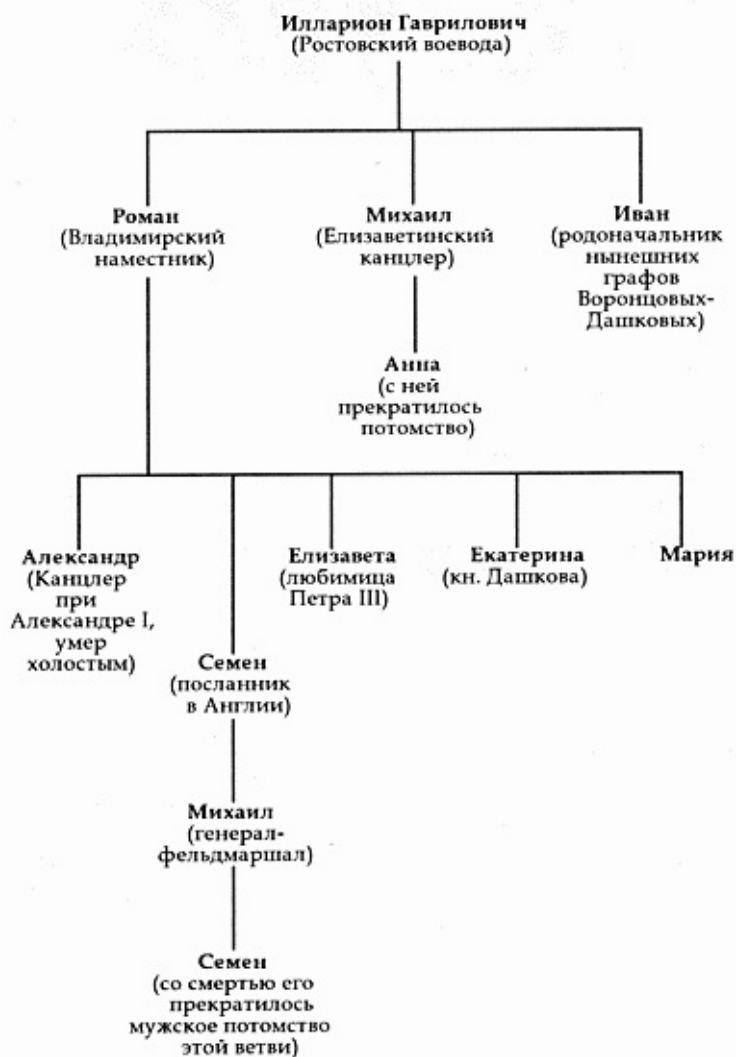 Илларион Гаврилович
(Ростовский воевода)
Роман
(Владимирский
наместник)
Михаил
(Елизаветинский
канцлер)
Иван
(родоначальник
нынешних
графов
Воронцовых-
Дашковых)
Анна
(с ней
прекратилось
потомство)
Александр
(Канцлер
при
Александре I,
умер
холостым)
Семен
(посланник
в Англии)
Елизавета
(любимица
Петра III)
Екатерина
(кн. Дашкова)
Мария
Михаил
(генерал-
фельдмаршал)
Семен
(со смертью его
прекратилось
мужское потомство
этой ветви)